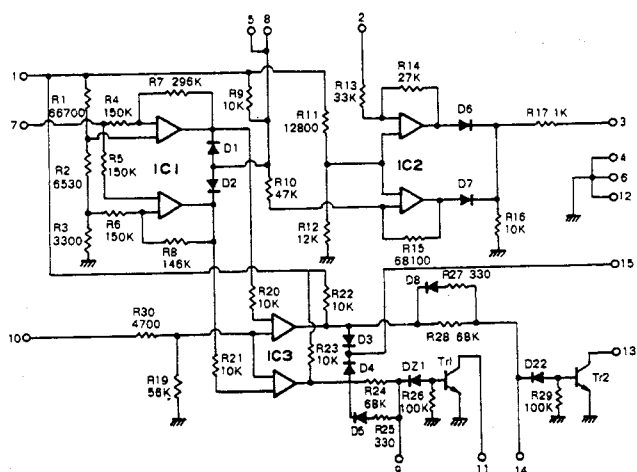 5 8 2
R14
27K
1
R7 296K
R1
66700
R4
150K
R9
10K
R13
33K
D6
R17 1K
3
R11
12800
7
D1
IC1
IC2
4
R2
6530
R5
150K
D2
6
R10
47K
D7
12
R3
3300
R6
150K
R12
12K
R16
10K
R8
146K
R15
68100
15
R20
10K
R22
10K
D8
R27 330
R30
4700
10
D3
R28 68K
IC3
R23
10K
13
D4
DZ1
Tr1
R21
10K
D22
Tr2
R19
56K
R24
68K
R26
100K
R29
100K
D5
R25
330
9
11
14